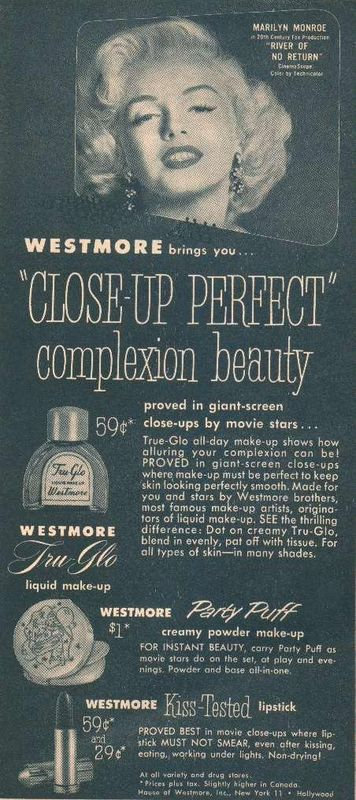 MARILYN MONROE
in 20th Century Fox Production
"RIVER OF
NO RETURN"
CinemaScope
Color by Technicolor
WESTMORE brings you...
"CLOSE-UP PERFECT"
complexion beauty
59¢*
proved in giant-screen
close-ups by movie stars...
True-Glo all-day make-up shows how
alluring your complexion can be!
PROVED in giant-screen close-ups
where make-up must be perfect to keep
skin looking perfectly smooth. Made for
you and stars by Westmore brothers,
most famous make-up artists, origina-
tors of liquid make-up. SEE the thrilling
difference: Dot on creamy Tru-Glo,
blend in evenly, pat off with tissue. For
all types of skin—in many shades.
Tru-Glo
LIQUID MAKE-UP
Westmore
WESTMORE
Tru-Glo
liquid make-up
WESTMORE Party Puff
$1* creamy powder make-up
FOR INSTANT BEAUTY, carry Party Puff as
movie stars do on the set, at play and eve-
nings. Powder and base all-in-one.
WESTMORE Kiss-Tested lipstick
59¢*
and
29¢*
PROVED BEST in movie close-ups where lip-
stick MUST NOT SMEAR, even after kissing,
eating, working under lights. Non-drying!
At all variety and drug stores.
*Prices plus tax. Slightly higher in Canada.
House of Westmore, Inc., New York 11 • Hollywood